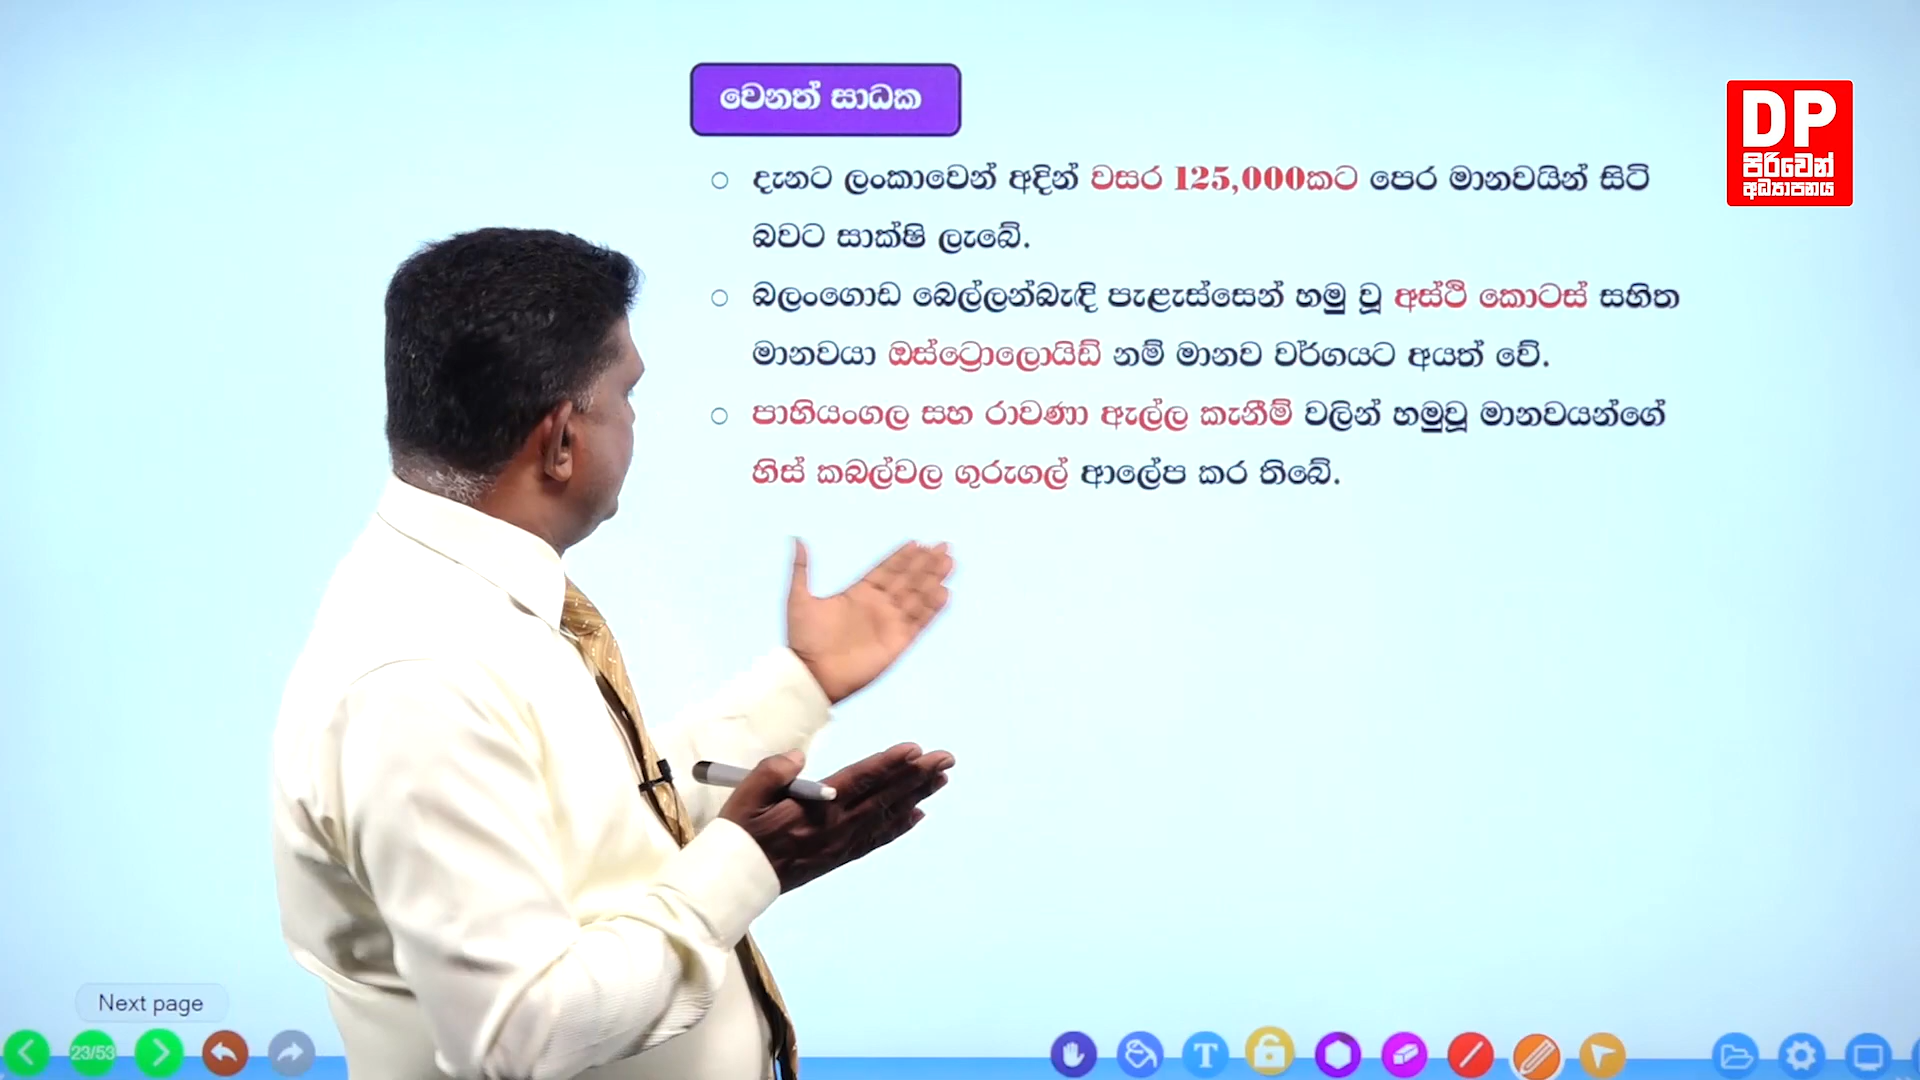 වෙනත් සාධක
DP
පිරිවෙන්
අධ්‍යාපනය
දැනට ලංකාවෙන් අදින් වසර 125,000කට පෙර මානවයින් සිටි
බවට සාක්ෂි ලැබේ.
බලංගොඩ බෙල්ලන්බැඳි පැළැස්සෙන් හමු වූ අස්ථි කොටස් සහිත
මානවයා ඔස්ට්‍රොලොයිඩ් නම් මානව වර්ගයට අයත් වේ.
පාහියංගල සහ රාවණා ඇල්ල කැනීම් වලින් හමුවූ මානවයන්ගේ
හිස් කබල්වල ගුරුගල් ආලේප කර තිබේ.
Next page
23/53
T